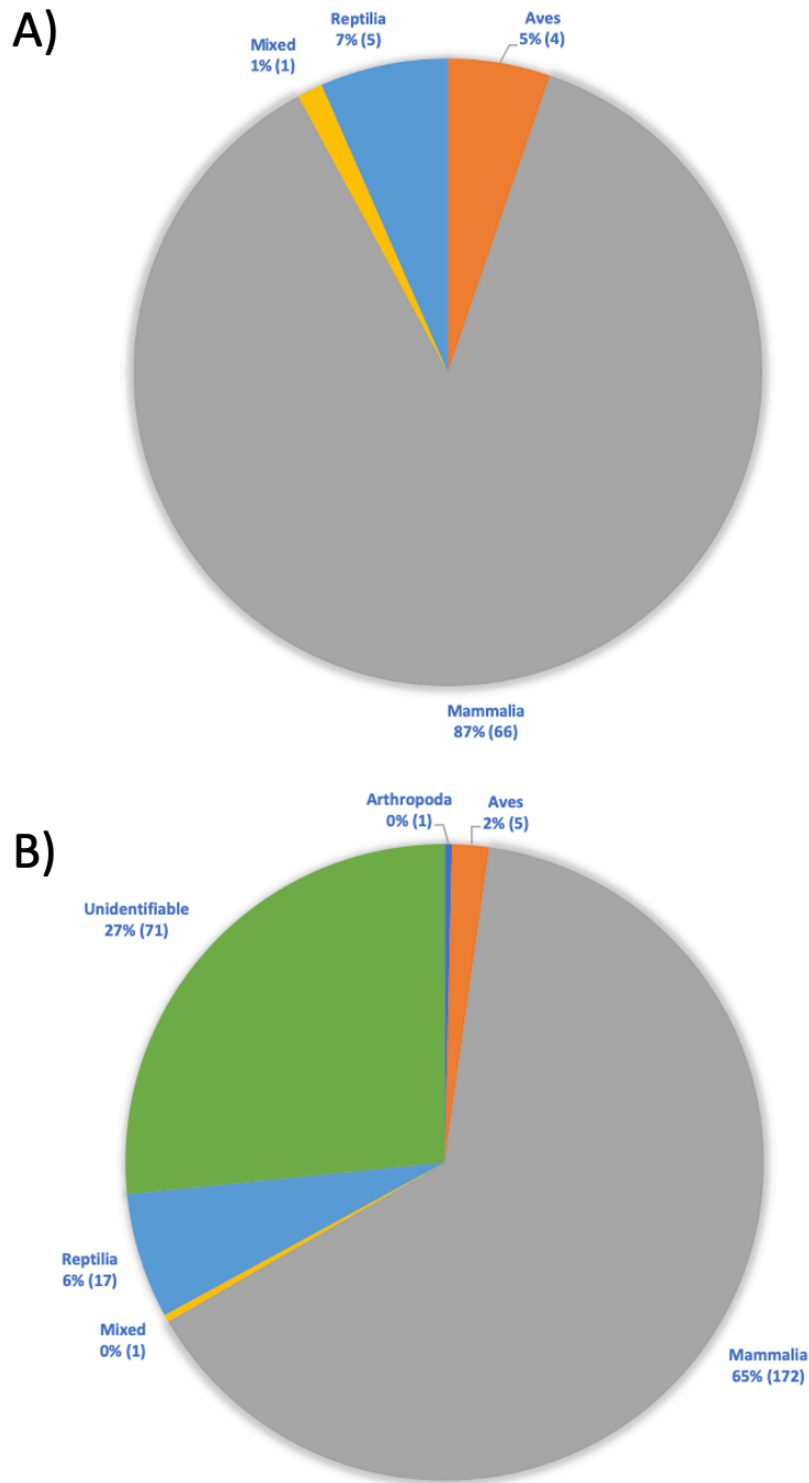 A)
Mixed
1% (1)
Reptilia
7% (5)
Aves
5% (4)
Mammalia
87% (66)
B)
Arthropoda
0% (1)
Aves
2% (5)
Unidentifiable
27% (71)
Reptilia
6% (17)
Mixed
0% (1)
Mammalia
65% (172)